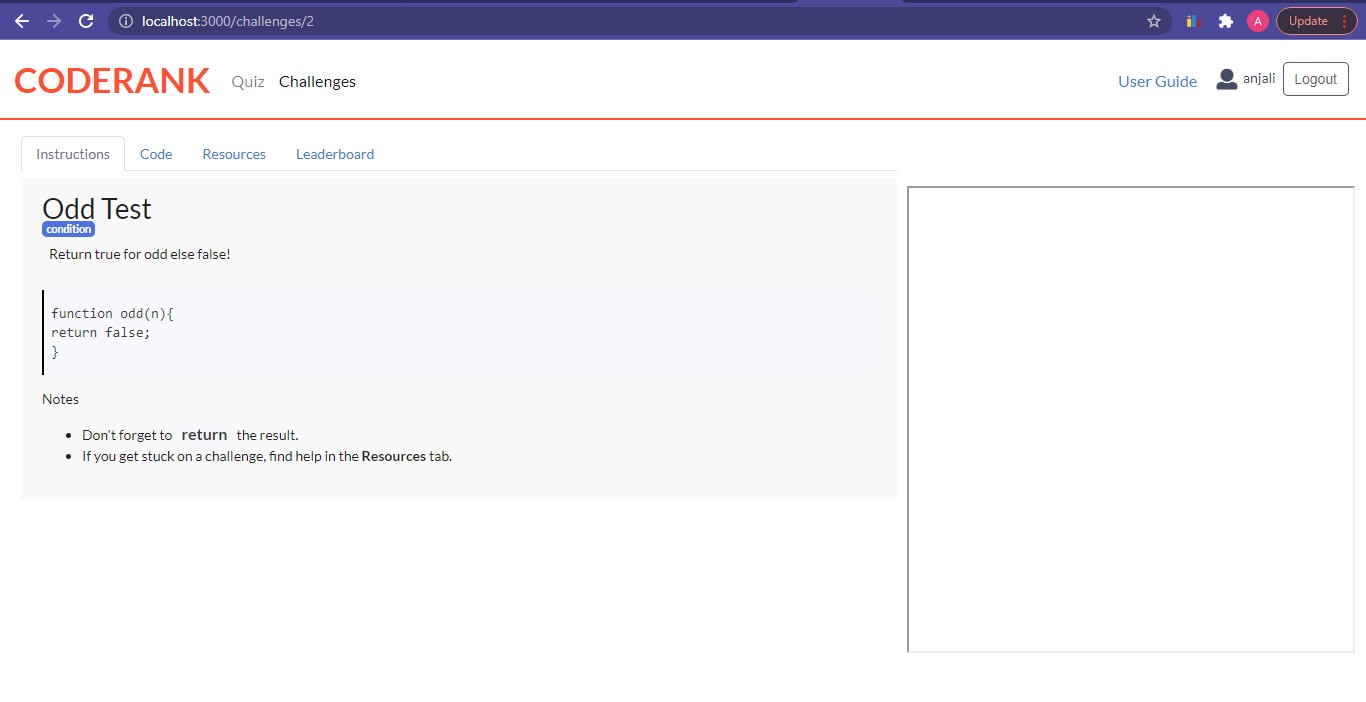 localhost:3000/challenges/2
A
Update
CODERANK
Quiz
Challenges
User Guide
anjali
Logout
Instructions
Code
Resources
Leaderboard
Odd Test
condition
Return true for odd else false!
function odd(n){
return false;
}
Notes
Don't forget to return the result.
If you get stuck on a challenge, find help in the Resources tab.